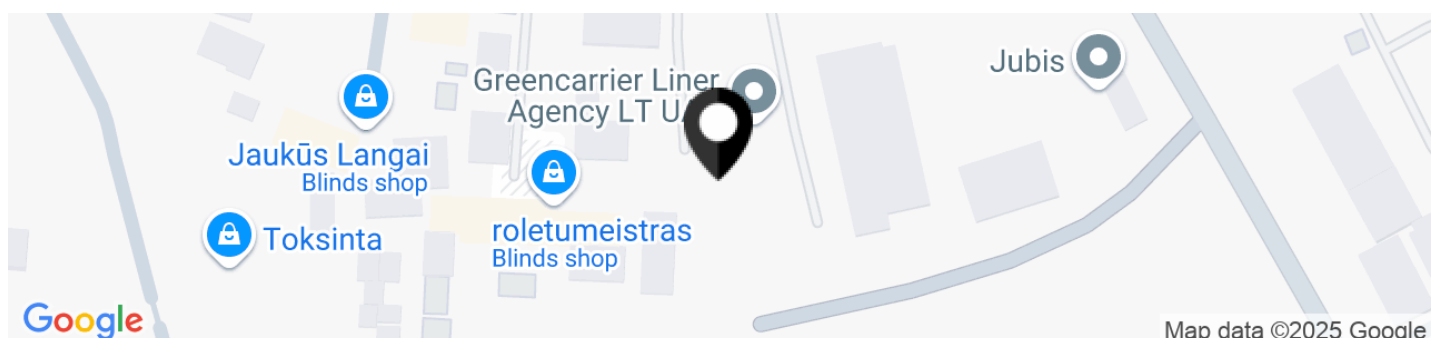 Jubis
Greencarrier Liner
Agency LT
Jaukūs Langai
Blinds shop
roletumeistras
Blinds shop
Toksinta
Google
Map data ©2025 Google